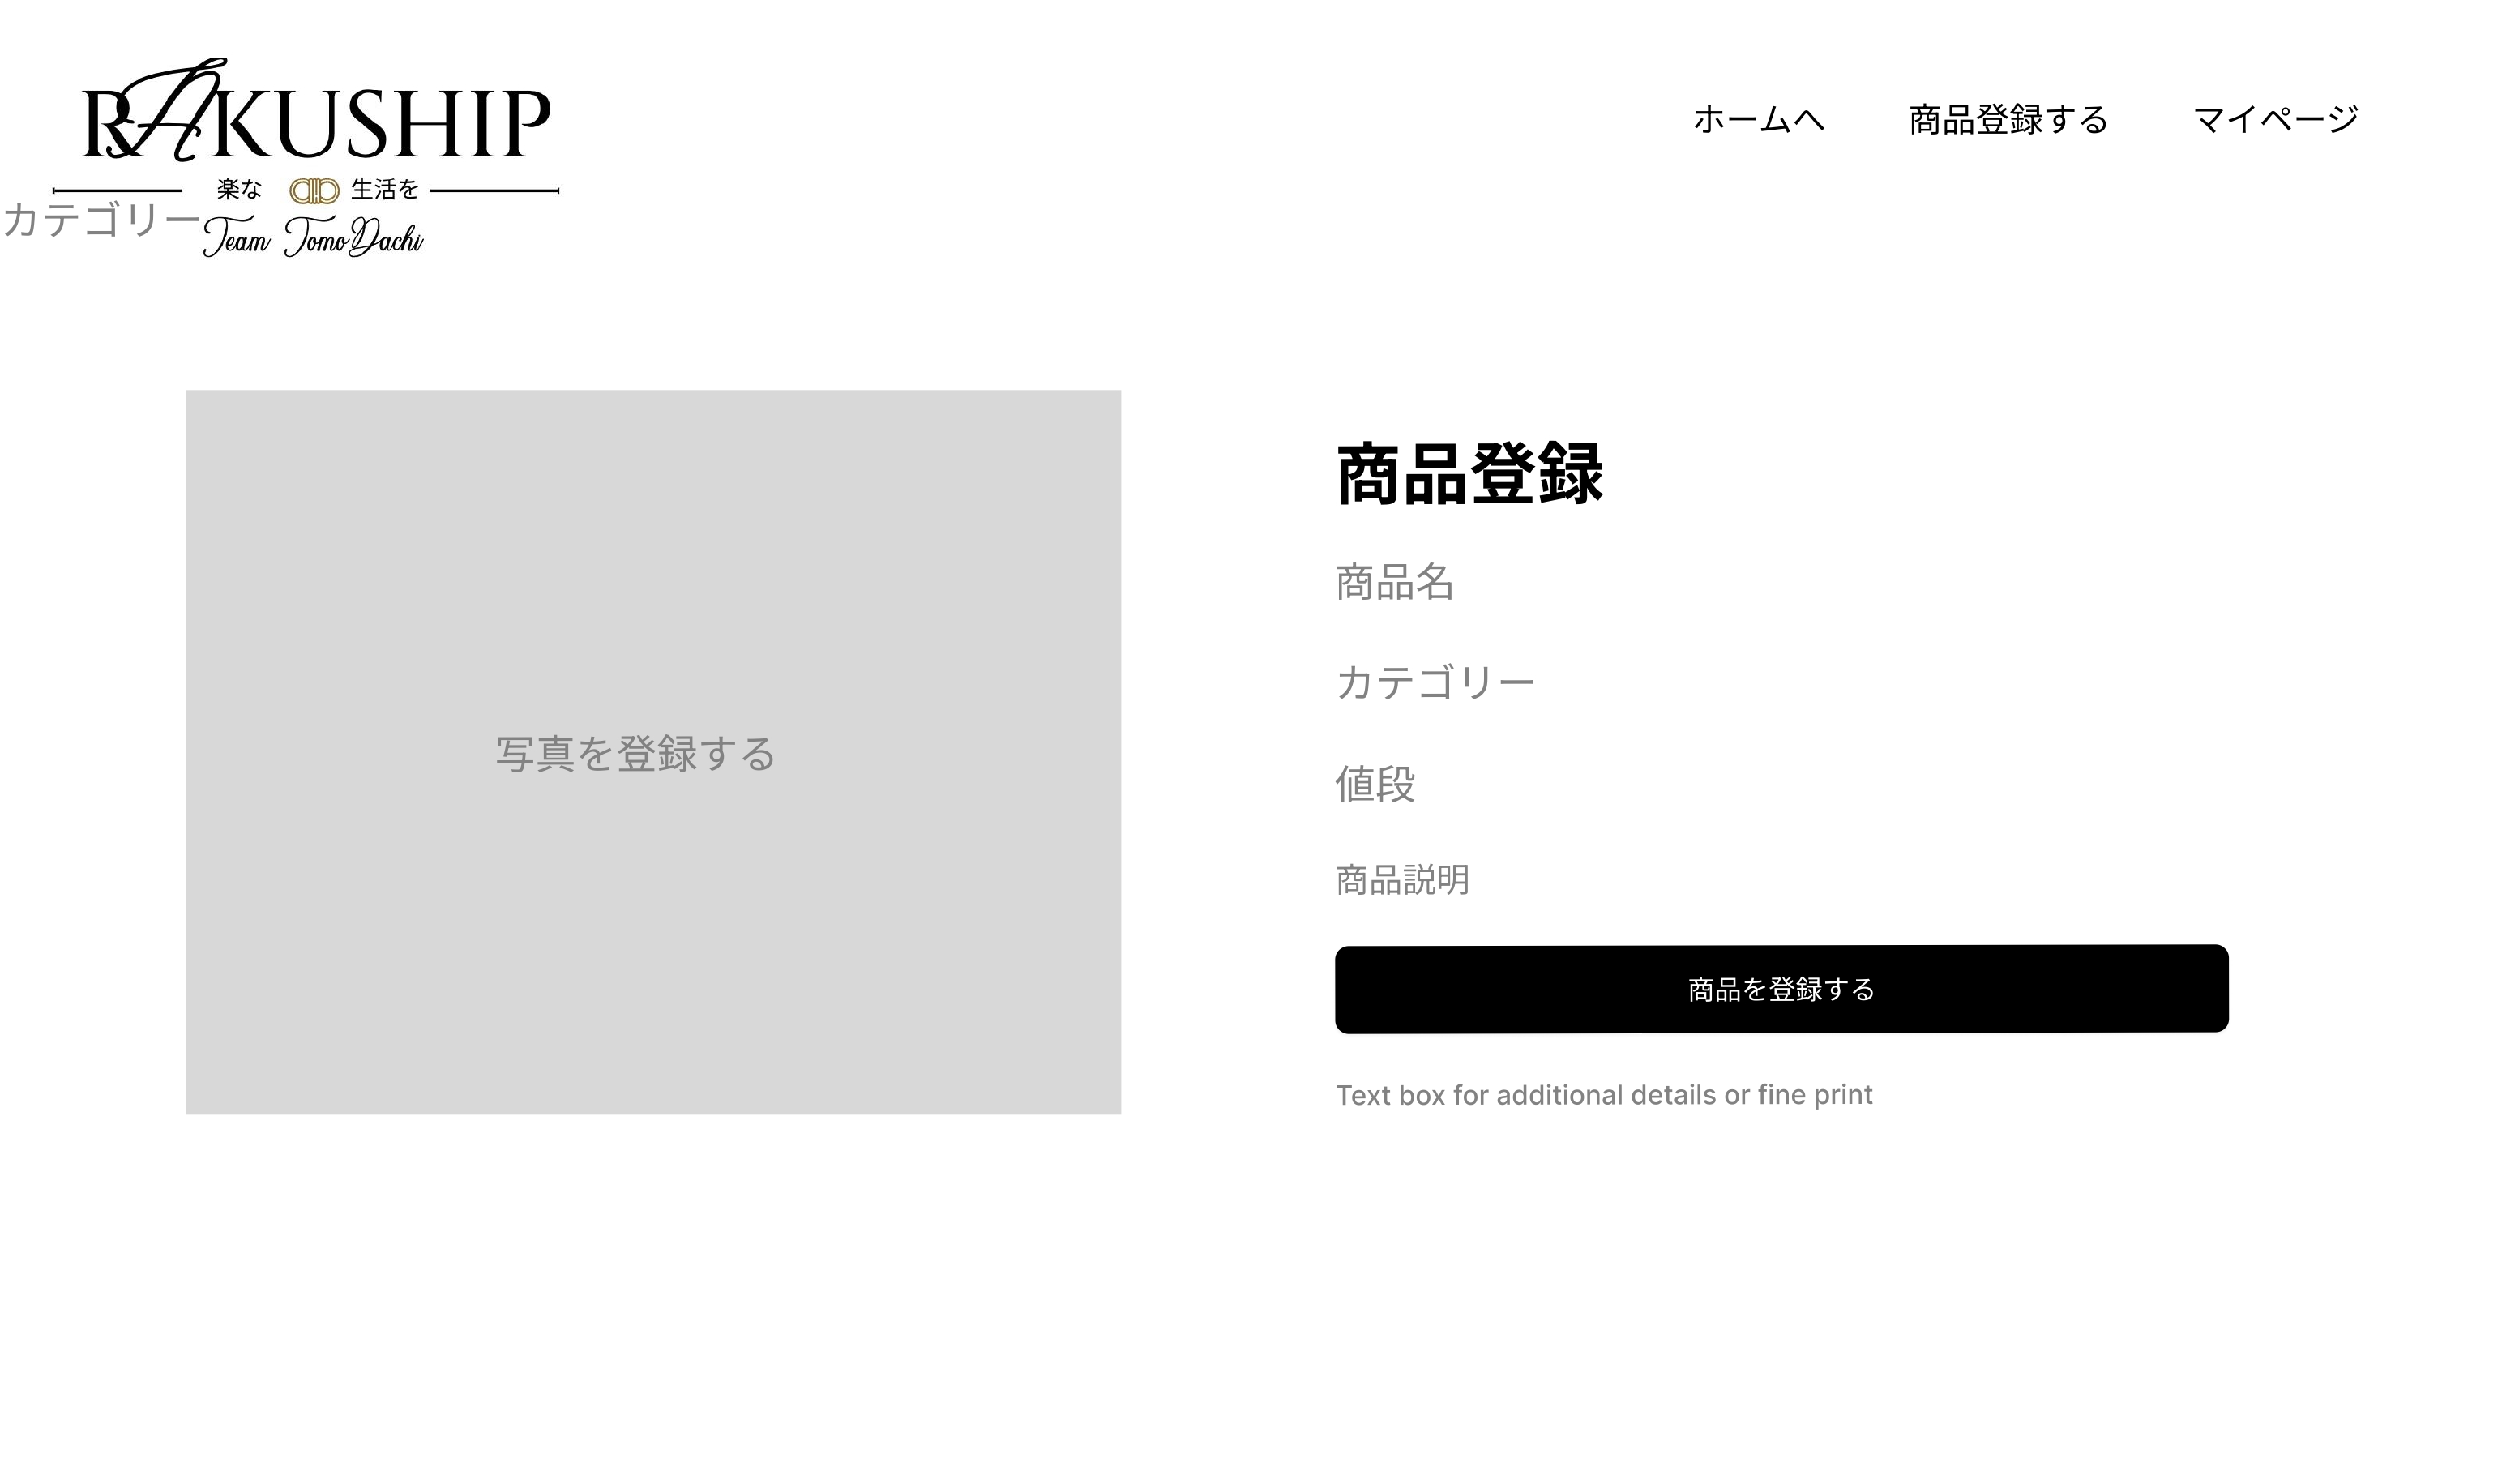 RAKUSHIP
ホームへ 商品登録する マイページ
楽な 生活を
カテゴリー
Team TomoDachi
商品登録
商品名
カテゴリー
値段
商品説明
写真を登録する
商品を登録する
Text box for additional details or fine print